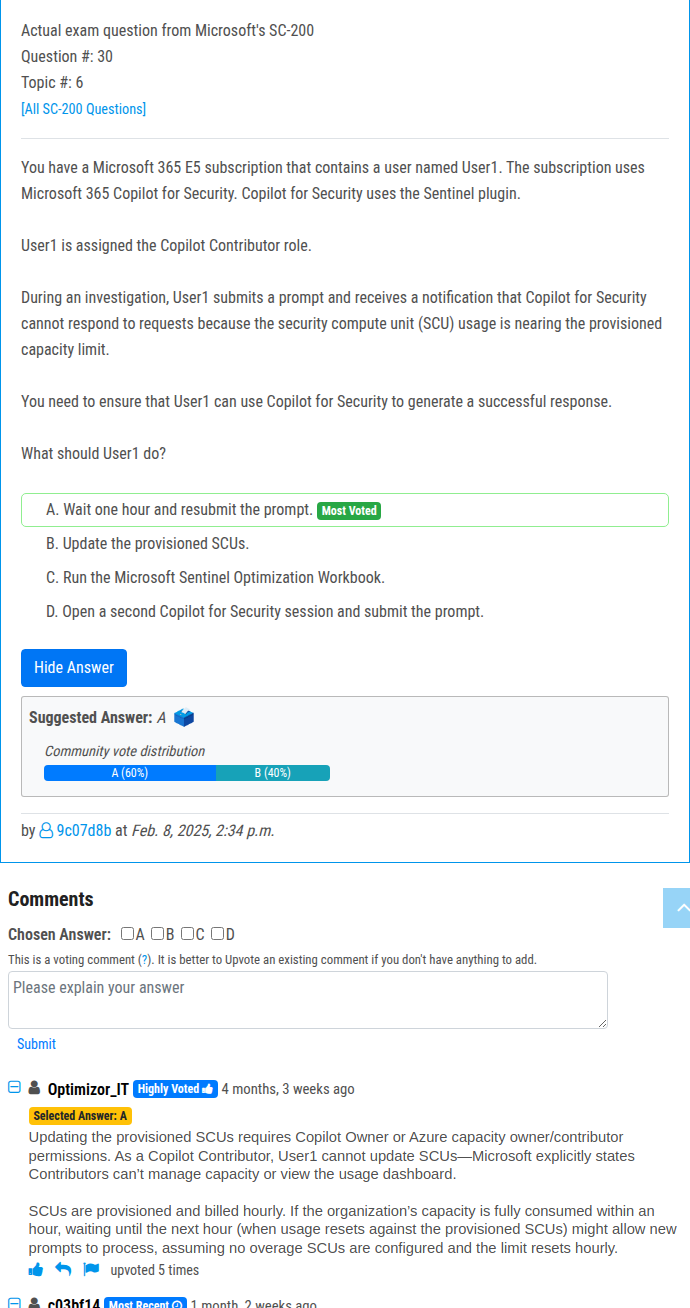 Actual exam question from Microsoft's SC-200
Question #: 30
Topic #: 6
[All SC-200 Questions]
You have a Microsoft 365 E5 subscription that contains a user named User1. The subscription uses
Microsoft 365 Copilot for Security. Copilot for Security uses the Sentinel plugin.
User1 is assigned the Copilot Contributor role.
During an investigation, User1 submits a prompt and receives a notification that Copilot for Security
cannot respond to requests because the security compute unit (SCU) usage is nearing the provisioned
capacity limit.
You need to ensure that User1 can use Copilot for Security to generate a successful response.
What should User1 do?
A. Wait one hour and resubmit the prompt. Most Voted
B. Update the provisioned SCUs.
C. Run the Microsoft Sentinel Optimization Workbook.
D. Open a second Copilot for Security session and submit the prompt.
Hide Answer
Suggested Answer: A
Community vote distribution
A (60%) B (40%)
by 9c07d8b at Feb. 8, 2025, 2:34 p.m.
Comments
Chosen Answer: A B C D
This is a voting comment (?). It is better to Upvote an existing comment if you don't have anything to add.
Please explain your answer
Submit
Optimizor_IT Highly Voted 4 months, 3 weeks ago
Selected Answer: A
Updating the provisioned SCUs requires Copilot Owner or Azure capacity owner/contributor
permissions. As a Copilot Contributor, User1 cannot update SCUs—Microsoft explicitly states
Contributors can’t manage capacity or view the usage dashboard.
SCUs are provisioned and billed hourly. If the organization’s capacity is fully consumed within an
hour, waiting until the next hour (when usage resets against the provisioned SCUs) might allow new
prompts to process, assuming no overage SCUs are configured and the limit resets hourly.
upvoted 5 times
c03bf14 Most Recent 1 month, 2 weeks ago